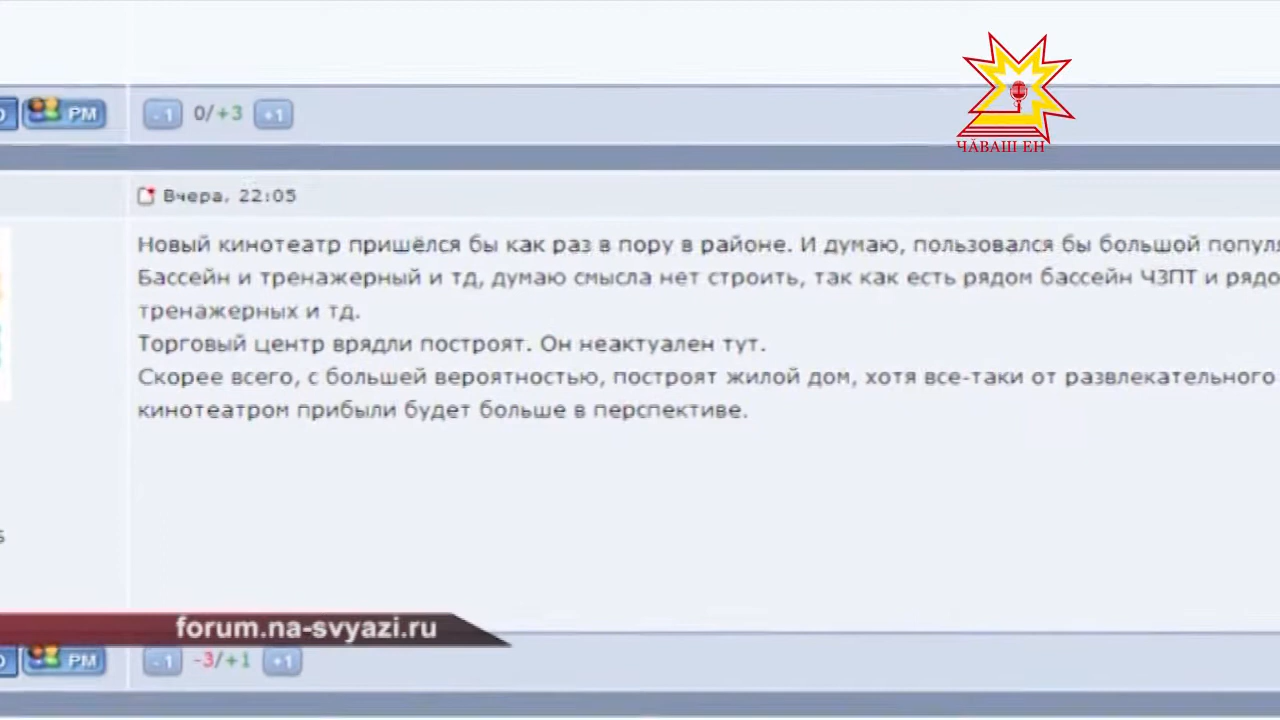 PM - 1 0/+3 +1
ЧӐВАШ ЕН
Вчера, 22:05
Новый кинотеатр пришёлся бы как раз в пору в районе. И думаю, пользовался бы большой
Бассейн и тренажерный и тд, думаю смысла нет строить, так как есть рядом бассейн ЧЗПТ и
тренажерных и тд.
Торговый центр врядли построят. Он неактуален тут.
Скорее всего, с большей вероятностью, построят жилой дом, хотя все-таки от развлекательного
кинотеатром прибыли будет больше в перспективе.
forum.na-svyazi.ru
PM - 1 -3/+1 +1